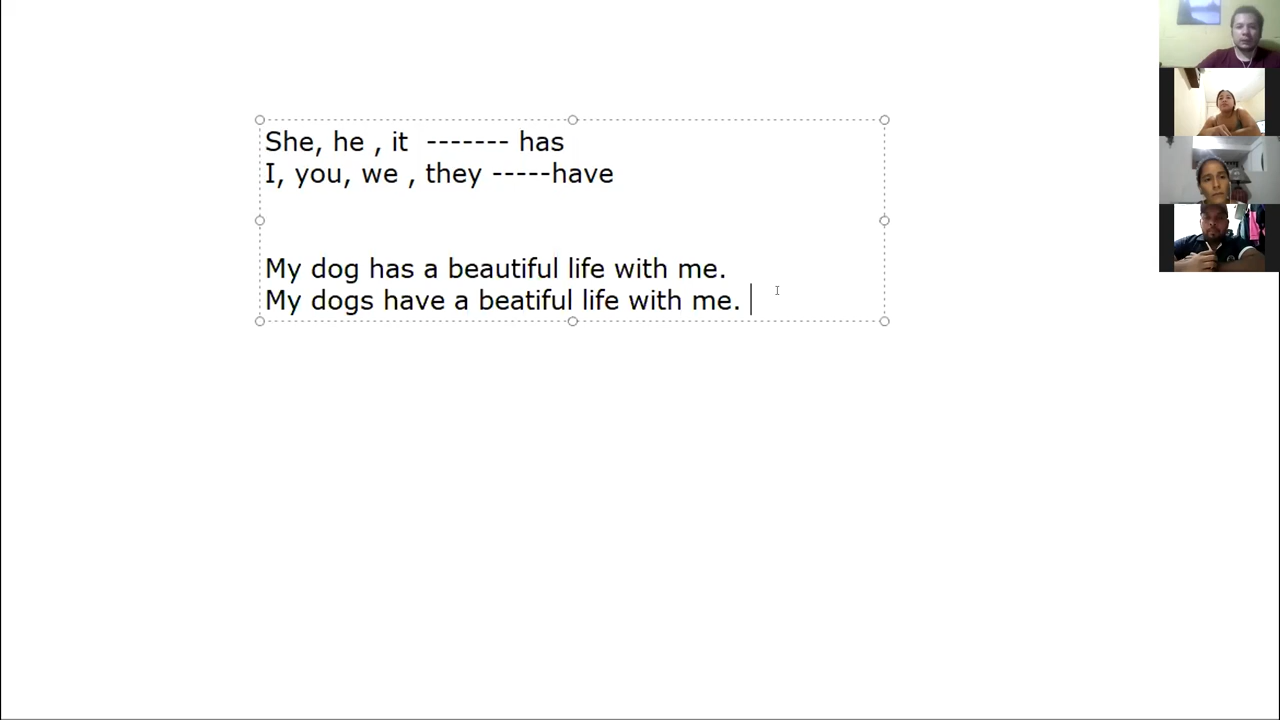 She, he , it  ------- has
I, you, we , they -----have
My dog has a beautiful life with me.
My dogs have a beatiful life with me.